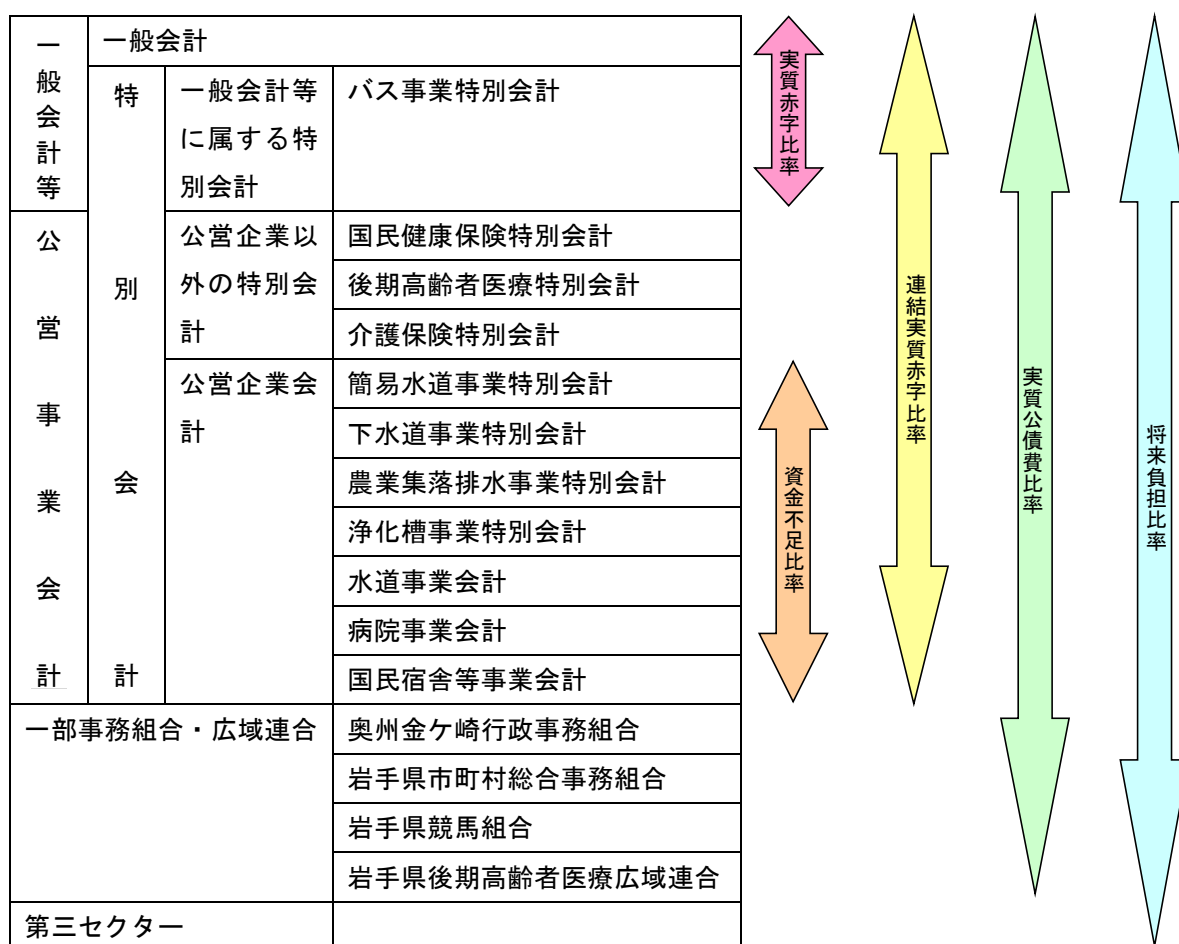 一般会計等
一般会計
特別会計
一般会計等
に属する特
別会計
バス事業特別会計
公営事業会計
公営企業以
外の特別会
計
国民健康保険特別会計
後期高齢者医療特別会計
介護保険特別会計
公営企業会
計
簡易水道事業特別会計
下水道事業特別会計
農業集落排水事業特別会計
浄化槽事業特別会計
水道事業会計
病院事業会計
国民宿舎等事業会計
一部事務組合・広域連合
奥州金ケ崎行政事務組合
岩手県市町村総合事務組合
岩手県競馬組合
岩手県後期高齢者医療広域連合
第三セクター
実質赤字比率
資金不足比率
連結実質赤字比率
実質公債費比率
将来負担比率